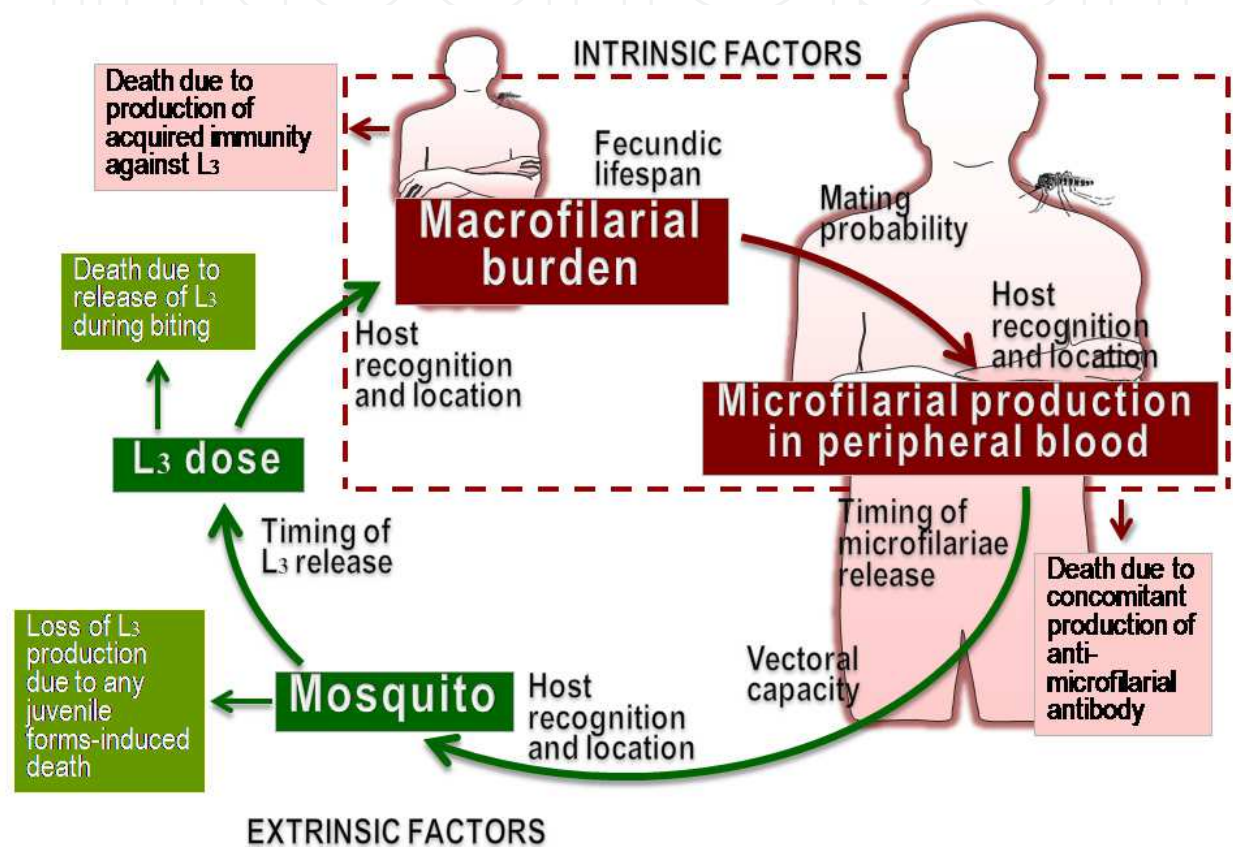 INTRINSIC FACTORS
Death due to
production of
acquired immunity
against L3
Fecundic
lifespan
Mating
probability
Macrofilarial
burden
Death due to
release of L3
during biting
Host
recognition
and location
Host
recognition
and location
Microfilarial production
in peripheral blood
L3 dose
Timing of
L3 release
Timing of
microfilariae
release
Death due to
concomitant
production of
anti-
microfilarial
antibody
Loss of L3
production
due to any
juvenile
forms-induced
death
Mosquito
Host
recognition
and location
Vectoral
capacity
EXTRINSIC FACTORS